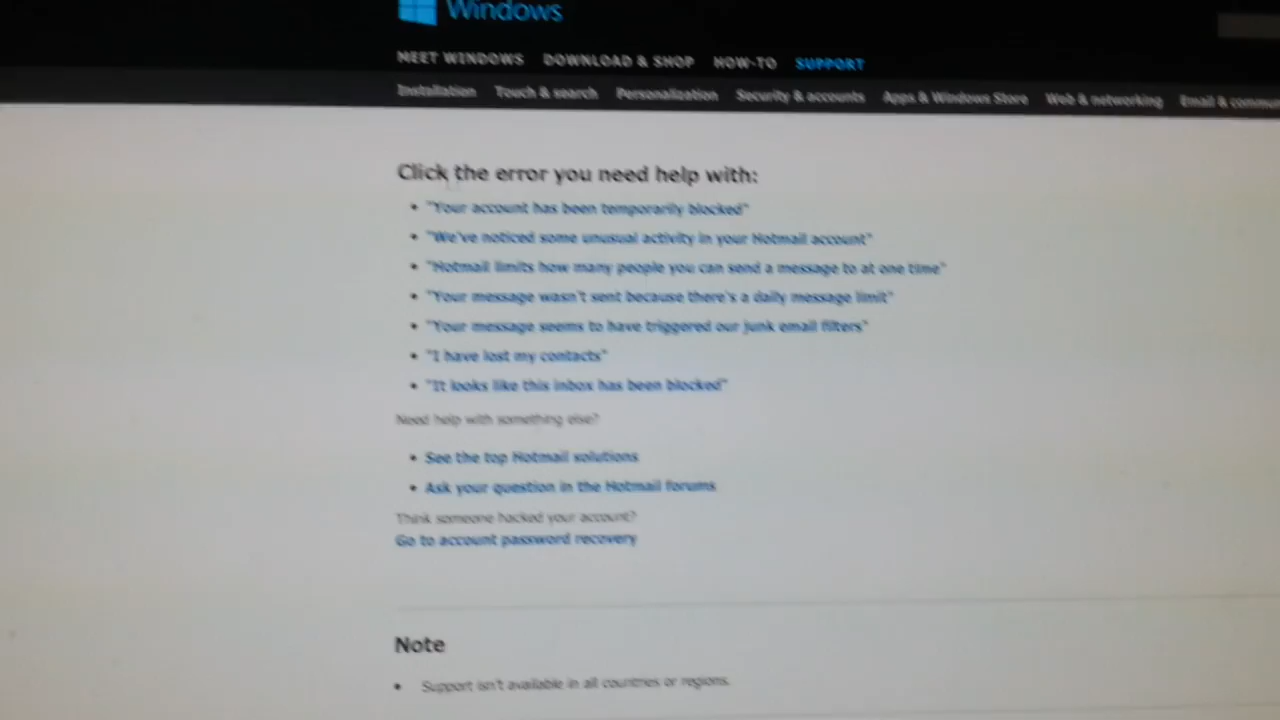 Windows
MEET WINDOWS DOWNLOAD & SHOP HOW-TO SUPPORT
Installation Touch & search Personalization Security & accounts Apps & Windows Store Web & networking Email &
Click the error you need help with:
• "Your account has been temporarily blocked"
• "We've noticed some unusual activity in your Hotmail account"
• "Hotmail limits how many people you can send a message to at one time"
• "Your message wasn't sent because there's a daily message limit"
• "Your message seems to have triggered our junk email filters"
• "I have lost my contacts"
• "It looks like this inbox has been blocked"
Need help with something else?
• See the top Hotmail solutions
• Ask your question in the Hotmail forums
Think someone hacked your account?
Go to account password recovery
Note
• Support isn't available in all countries or regions.